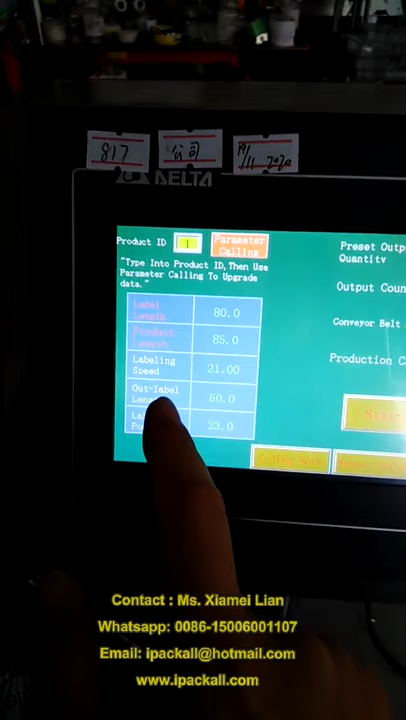 817
公司
19/11 2020
DELTA
Product ID 1 Parameter Calling
Preset Outp
Quantity
"Type Into Product ID, Then Use
Parameter Calling To Upgrade
data."
Output Coun
Label Length 80.0
Product Length 85.0
Conveyor Belt
Labeling Speed 21.00
Production C
Out-label 50.0
23.0
Start
Contact : Ms. Xiamei Lian
Whatsapp: 0086-15006001107
Email: ipackall@hotmail.com
www.ipackall.com